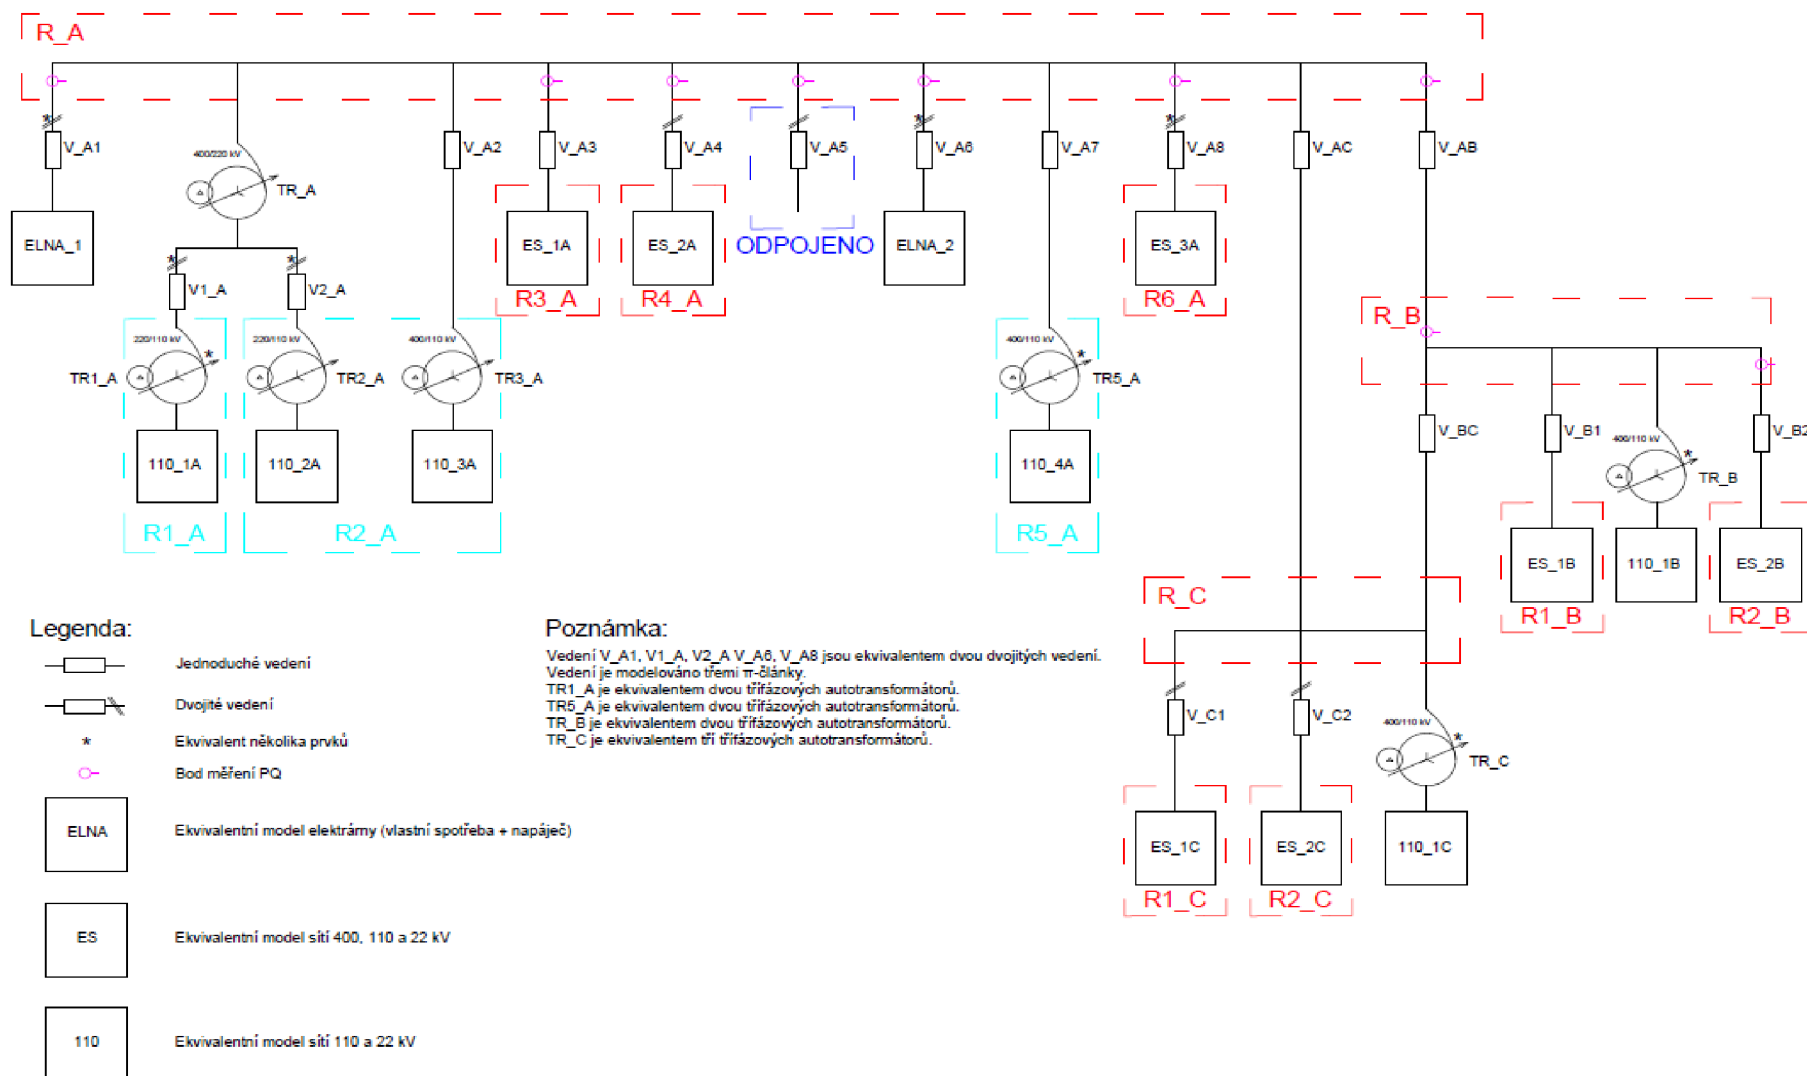 R_A
V_A1
V_A2
V_A3
V_A4
V_A5
V_A6
V_A7
V_A8
V_AC
V_AB
400/220 kV
TR_A
ELNA_1
ES_1A
ES_2A
ODPOJENO
ELNA_2
ES_3A
R3_A
R4_A
R6_A
V1_A
V2_A
R_B
220/110 kV
220/110 kV
400/110 kV
400/110 kV
TR1_A
TR2_A
TR3_A
TR5_A
V_BC
V_B1
400/110 kV
V_B2
110_1A
110_2A
110_3A
110_4A
TR_B
R1_A
R2_A
R5_A
ES_1B
110_1B
ES_2B
R1_B
R2_B
R_C
V_C1
V_C2
400/110 kV
TR_C
ES_1C
ES_2C
110_1C
R1_C
R2_C
Legenda:
Jednoduché vedení
Dvojité vedení
* Ekvivalent několika prvků
Bod měření PQ
ELNA Ekvivalentní model elektrárny (vlastní spotřeba + napáječ)
ES Ekvivalentní model sítí 400, 110 a 22 kV
110 Ekvivalentní model sítí 110 a 22 kV
Poznámka:
Vedení V_A1, V1_A, V2_A V_A6, V_A8 jsou ekvivalentem dvou dvojitých vedení.
Vedení je modelováno třemi π-články.
TR1_A je ekvivalentem dvou třífázových autotransformátorů.
TR5_A je ekvivalentem dvou třífázových autotransformátorů.
TR_B je ekvivalentem dvou třífázových autotransformátorů.
TR_C je ekvivalentem tří třífázových autotransformátorů.